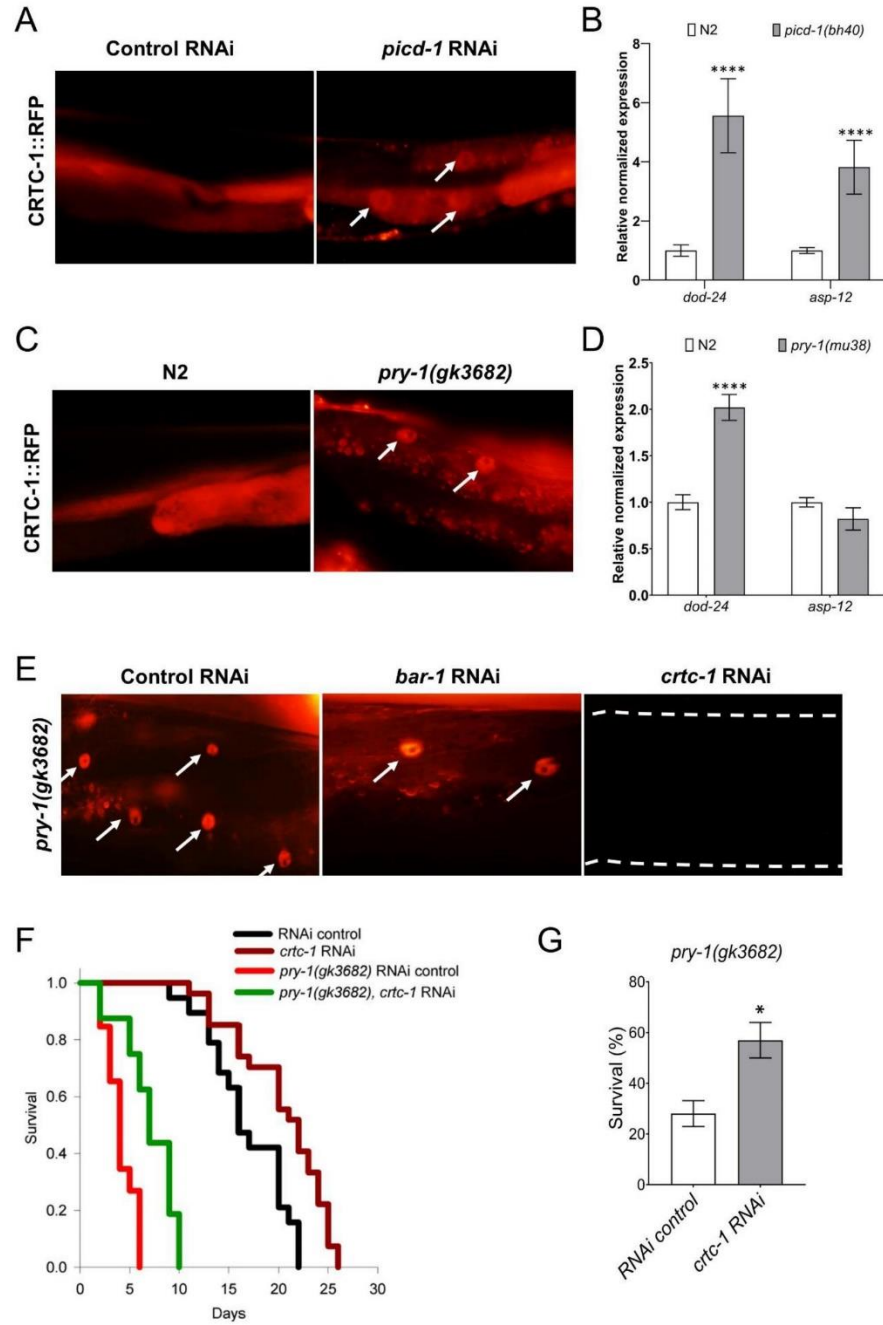 A
Control RNAi
picd-1 RNAi
CRTC-1::RFP
B
N2
picd-1(bh40)
Relative normalized expression
10
8
6
4
2
0
****
****
dod-24
asp-12
C
N2
pry-1(gk3682)
CRTC-1::RFP
D
N2
pry-1(mu38)
Relative normalized expression
2.5
2.0
1.5
1.0
0.5
0.0
****
dod-24
asp-12
E
Control RNAi
bar-1 RNAi
crtc-1 RNAi
pry-1(gk3682)
F
RNAi control
crtc-1 RNAi
pry-1(gk3682) RNAi control
pry-1(gk3682), crtc-1 RNAi
Survival
1.0
0.8
0.6
0.4
0.2
0.0
0 5 10 15 20 25 30
Days
G
pry-1(gk3682)
Survival (%)
80
60
40
20
0
*
RNAi control
crtc-1 RNAi